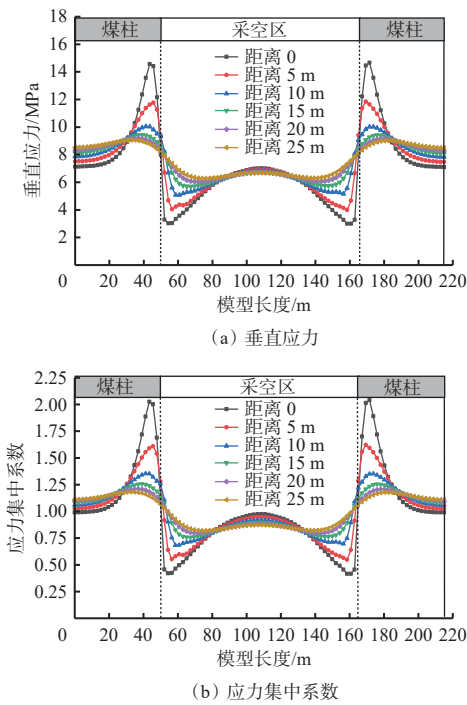 18
16
14
12
10
8
6
4
2
0
垂直应力/MPa
煤柱
采空区
煤柱
距离 0
距离 5 m
距离 10 m
距离 15 m
距离 20 m
距离 25 m
20 40 60 80 100 120 140 160 180 200
模型长度/m
(a) 垂直应力
2.25
2.00
1.75
1.50
1.25
1.00
0.75
0.50
0.25
0
应力集中系数
煤柱
采空区
煤柱
距离 0
距离 5 m
距离 10 m
距离 15 m
距离 20 m
距离 25 m
20 40 60 80 100 120 140 160 180 200
模型长度/m
(b) 应力集中系数